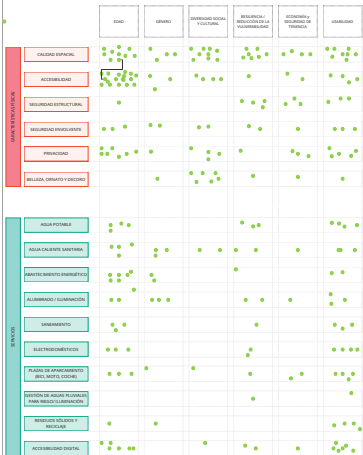 EDAD
GÉNERO
DIVERSIDAD SOCIAL
Y CULTURAL
RESILIENCIA /
REDUCCIÓN DE LA
VULNERABILIDAD
ECONOMÍA y
SEGURIDAD DE
TENENCIA
USABILIDAD
CALIDAD ESPACIAL
ACCESIBILIDAD
SEGURIDAD ESTRUCTURAL
SEGURIDAD ENVOLVENTE
PRIVACIDAD
BELLEZA, ORNATO Y DECORO
SERVICIOS
AGUA POTABLE
AGUA CALIENTE SANITARIA
ABASTECIMIENTO ENERGÉTICO
ALUMBRADO / ILUMINACIÓN
SANEAMIENTO
ELECTRODOMÉSTICOS
PLAZAS DE APARCAMIENTO
(BICI, MOTO, COCHE)
GESTIÓN DE AGUAS PLUVIALES
PARA RIEGO/ILUMINACIÓN
RESIDUOS SÓLIDOS Y
RECICLAJE
ACCESIBILIDAD DIGITAL